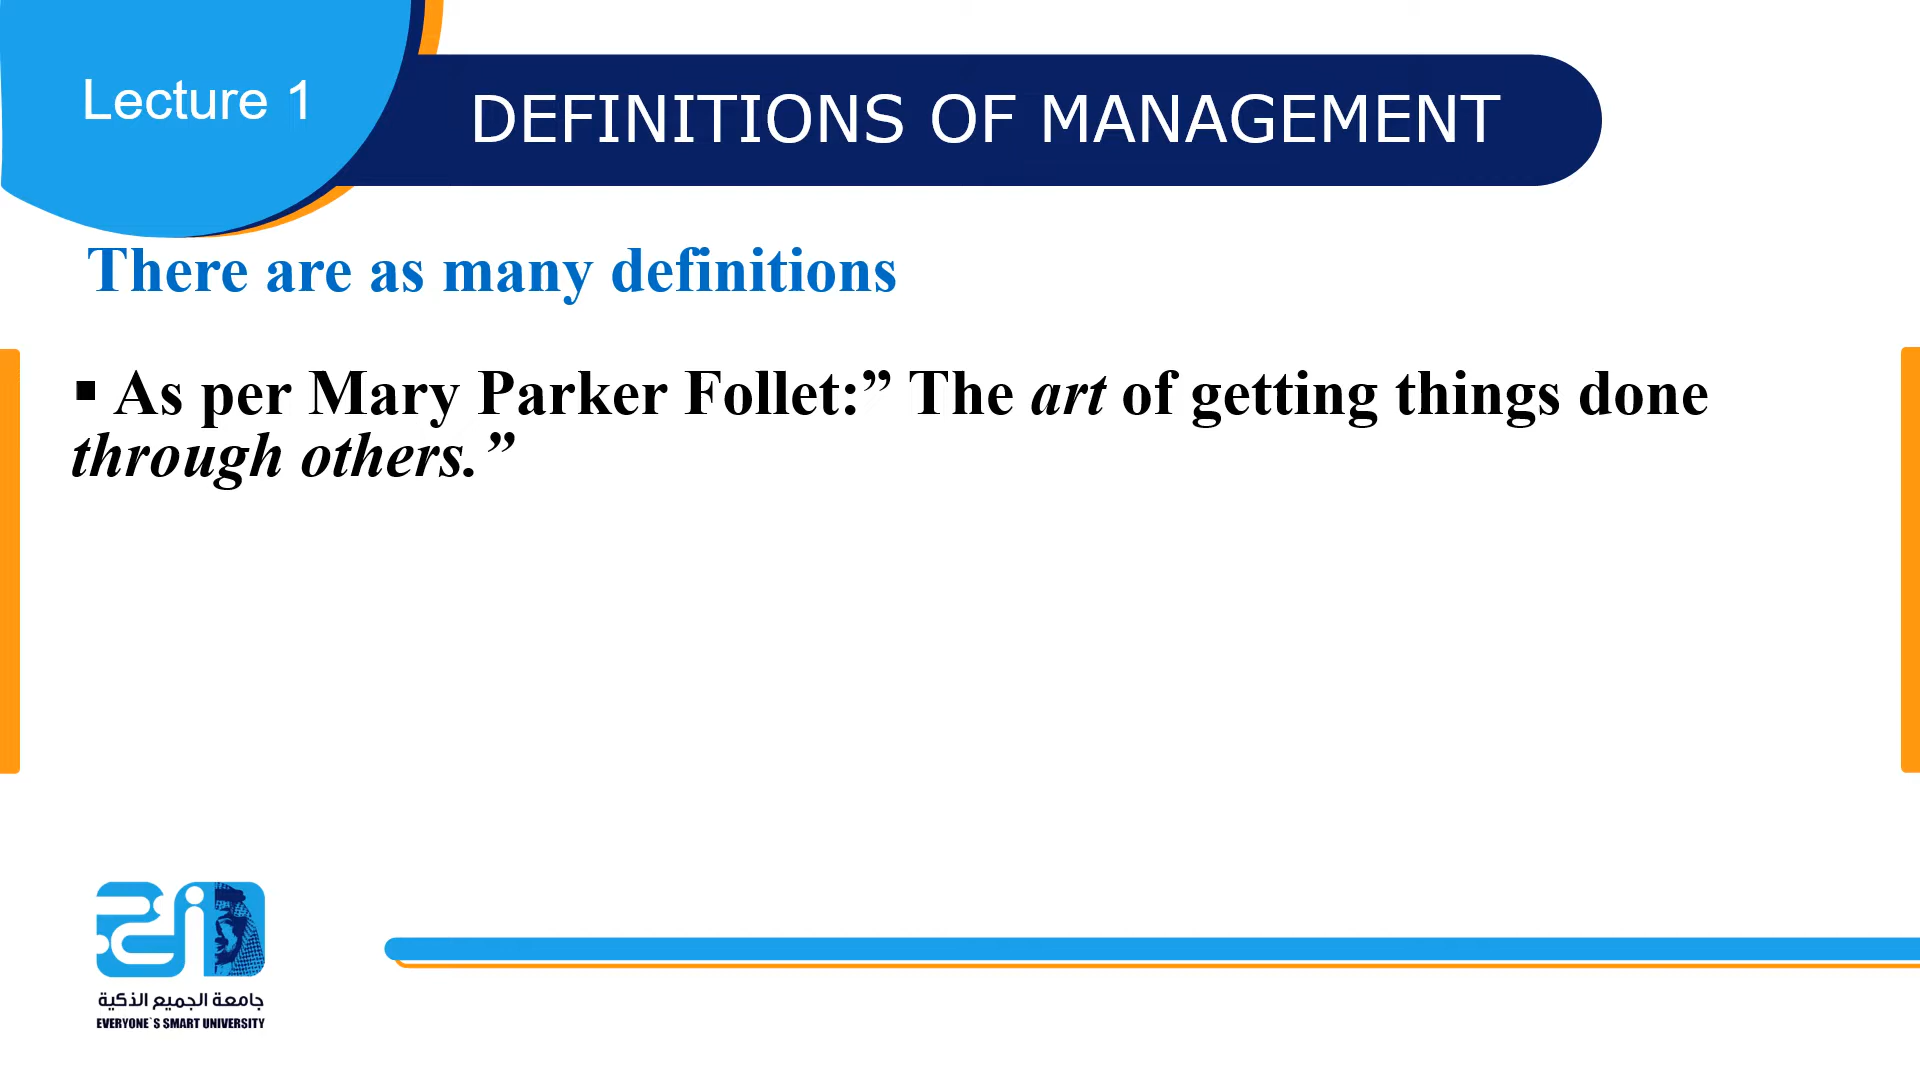 Lecture 1
DEFINITIONS OF MANAGEMENT
There are as many definitions
▪ As per Mary Parker Follet:” The art of getting things done
through others.”
جامعة الجميع الذكية
EVERYONE`S SMART UNIVERSITY